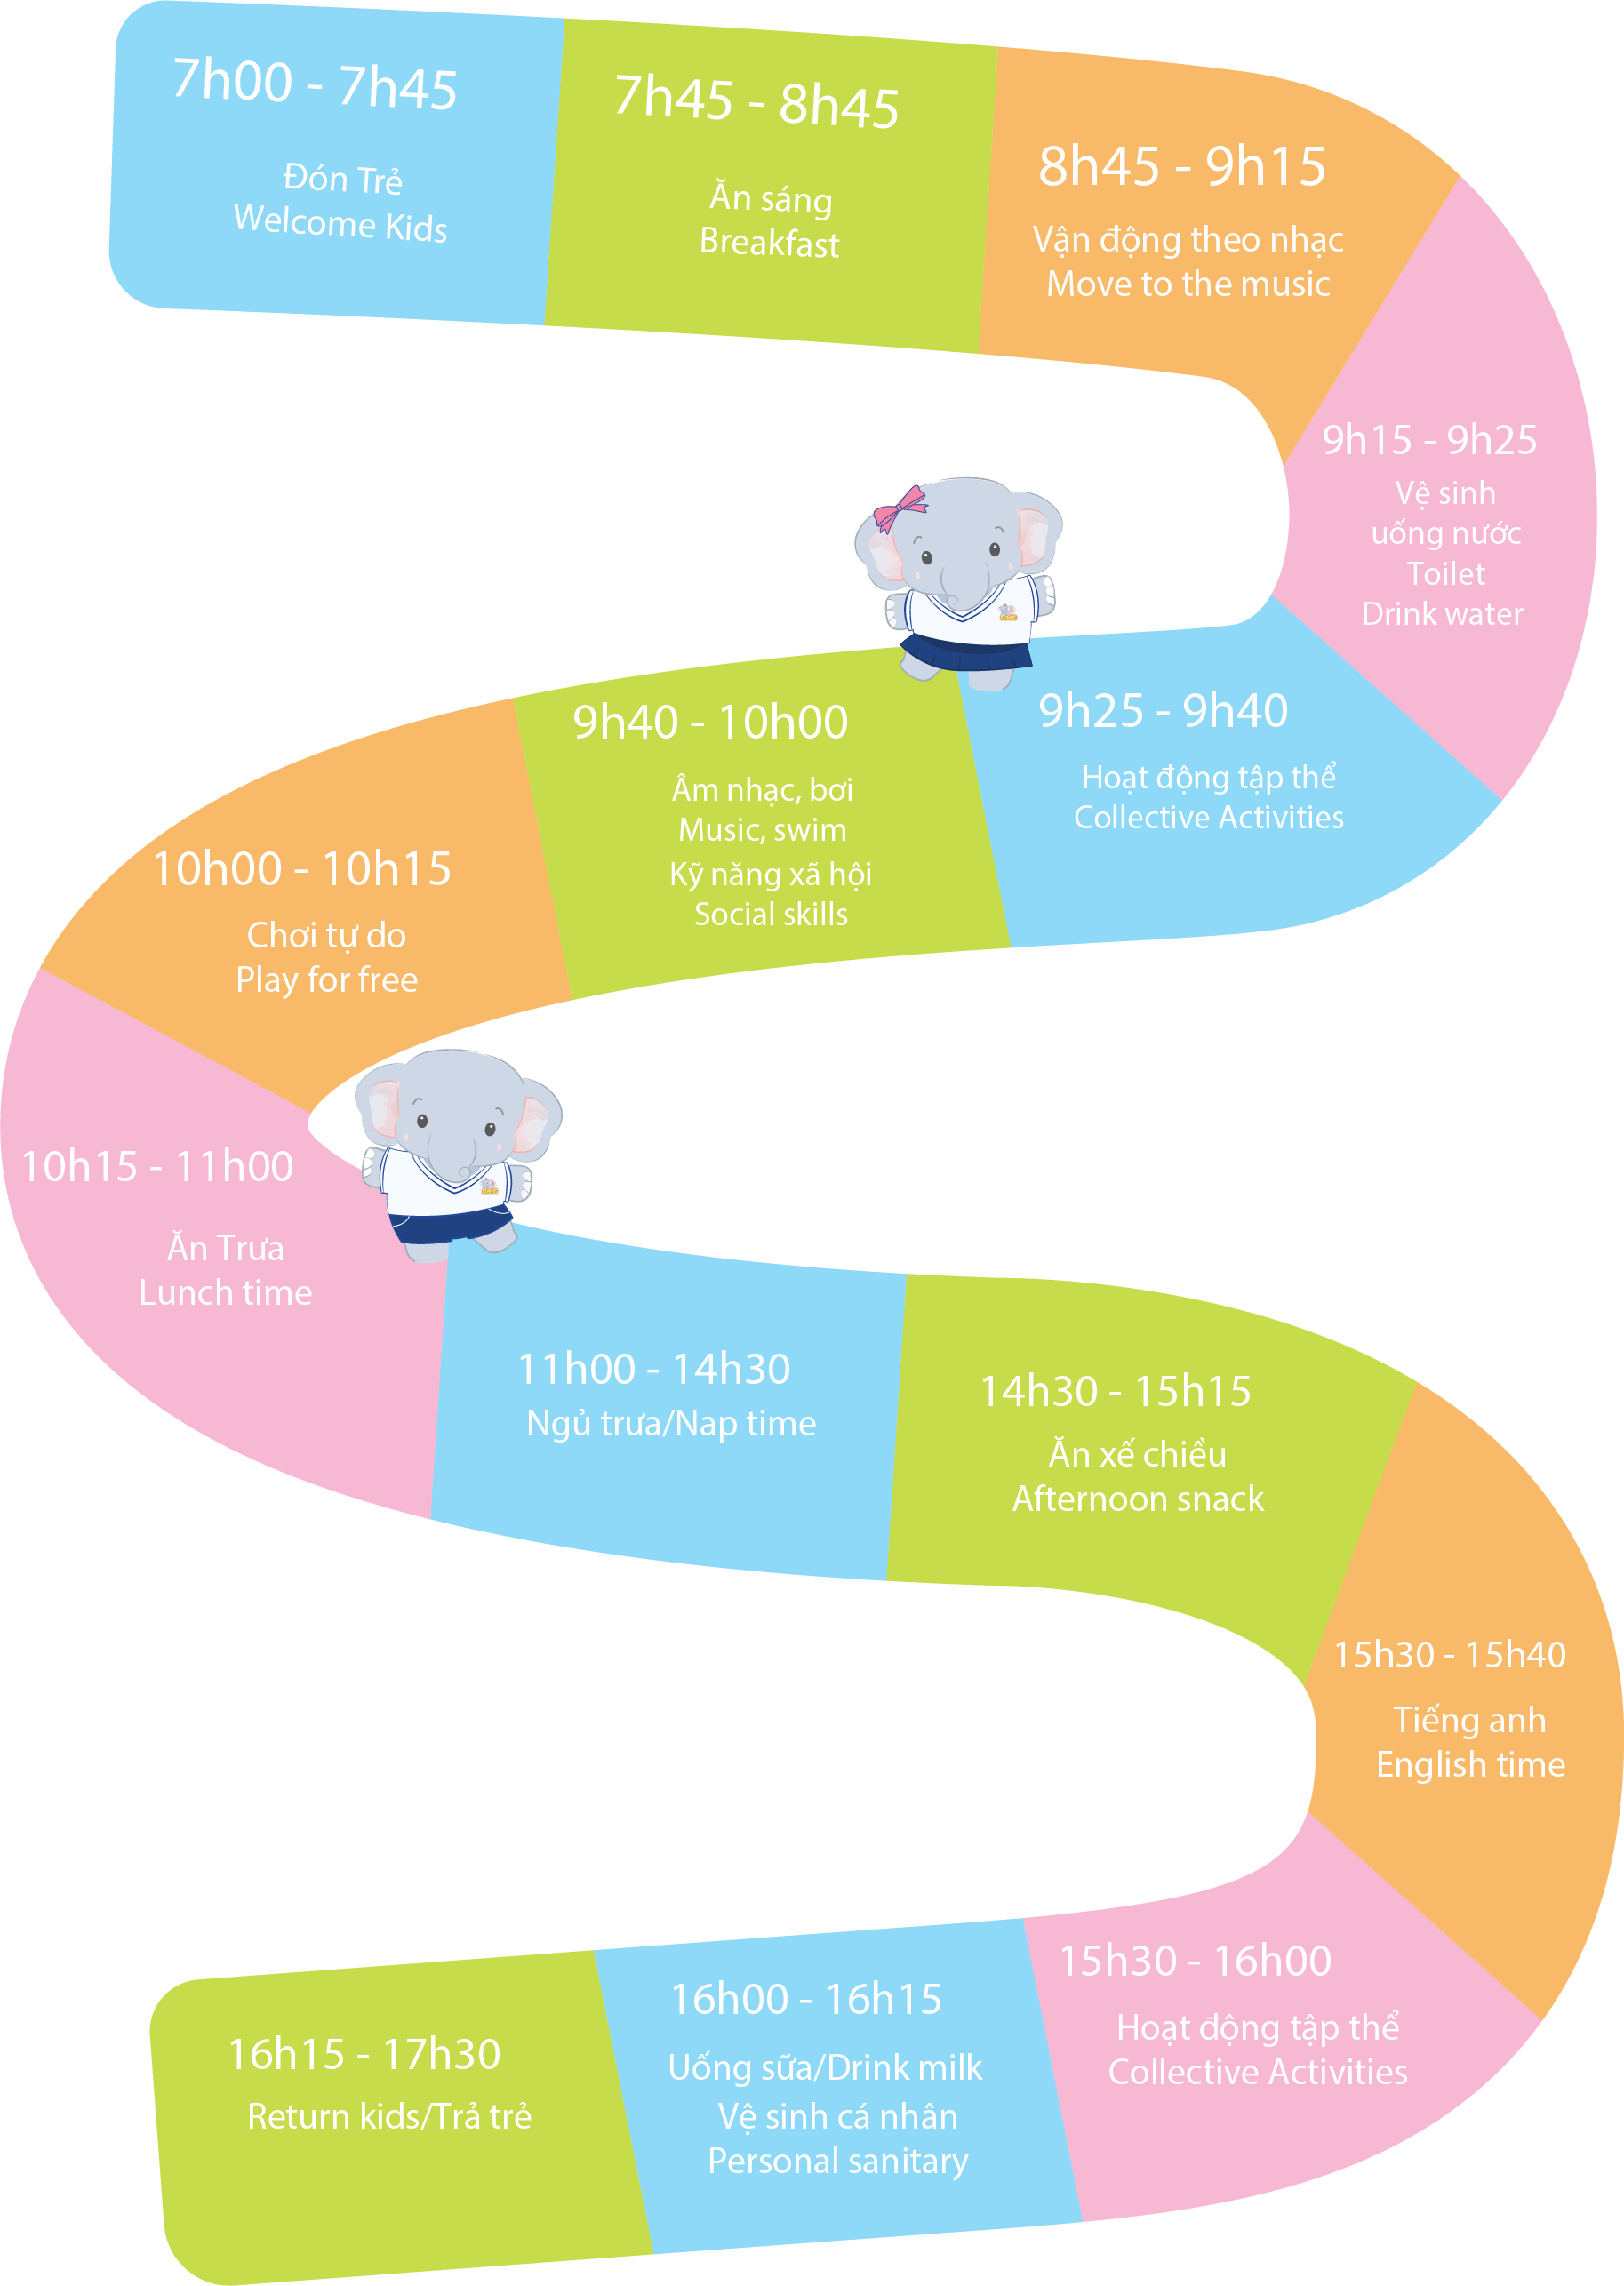 7h00 - 7h45
Đón Trẻ
Welcome Kids
7h45 - 8h45
Ăn sáng
Breakfast
8h45 - 9h15
Vận động theo nhạc
Move to the music
9h15 - 9h25
Vệ sinh
uống nước
Toilet
Drink water
9h25 - 9h40
Hoạt động tập thể
Collective Activities
9h40 - 10h00
Âm nhạc, bơi
Music, swim
Kỹ năng xã hội
Social skills
10h00 - 10h15
Chơi tự do
Play for free
10h15 - 11h00
Ăn Trưa
Lunch time
11h00 - 14h30
Ngủ trưa/Nap time
14h30 - 15h15
Ăn xế chiều
Afternoon snack
15h30 - 15h40
Tiếng anh
English time
15h30 - 16h00
Hoạt động tập thể
Collective Activities
16h00 - 16h15
Uống sữa/Drink milk
Vệ sinh cá nhân
Personal sanitary
16h15 - 17h30
Return kids/Trả trẻ